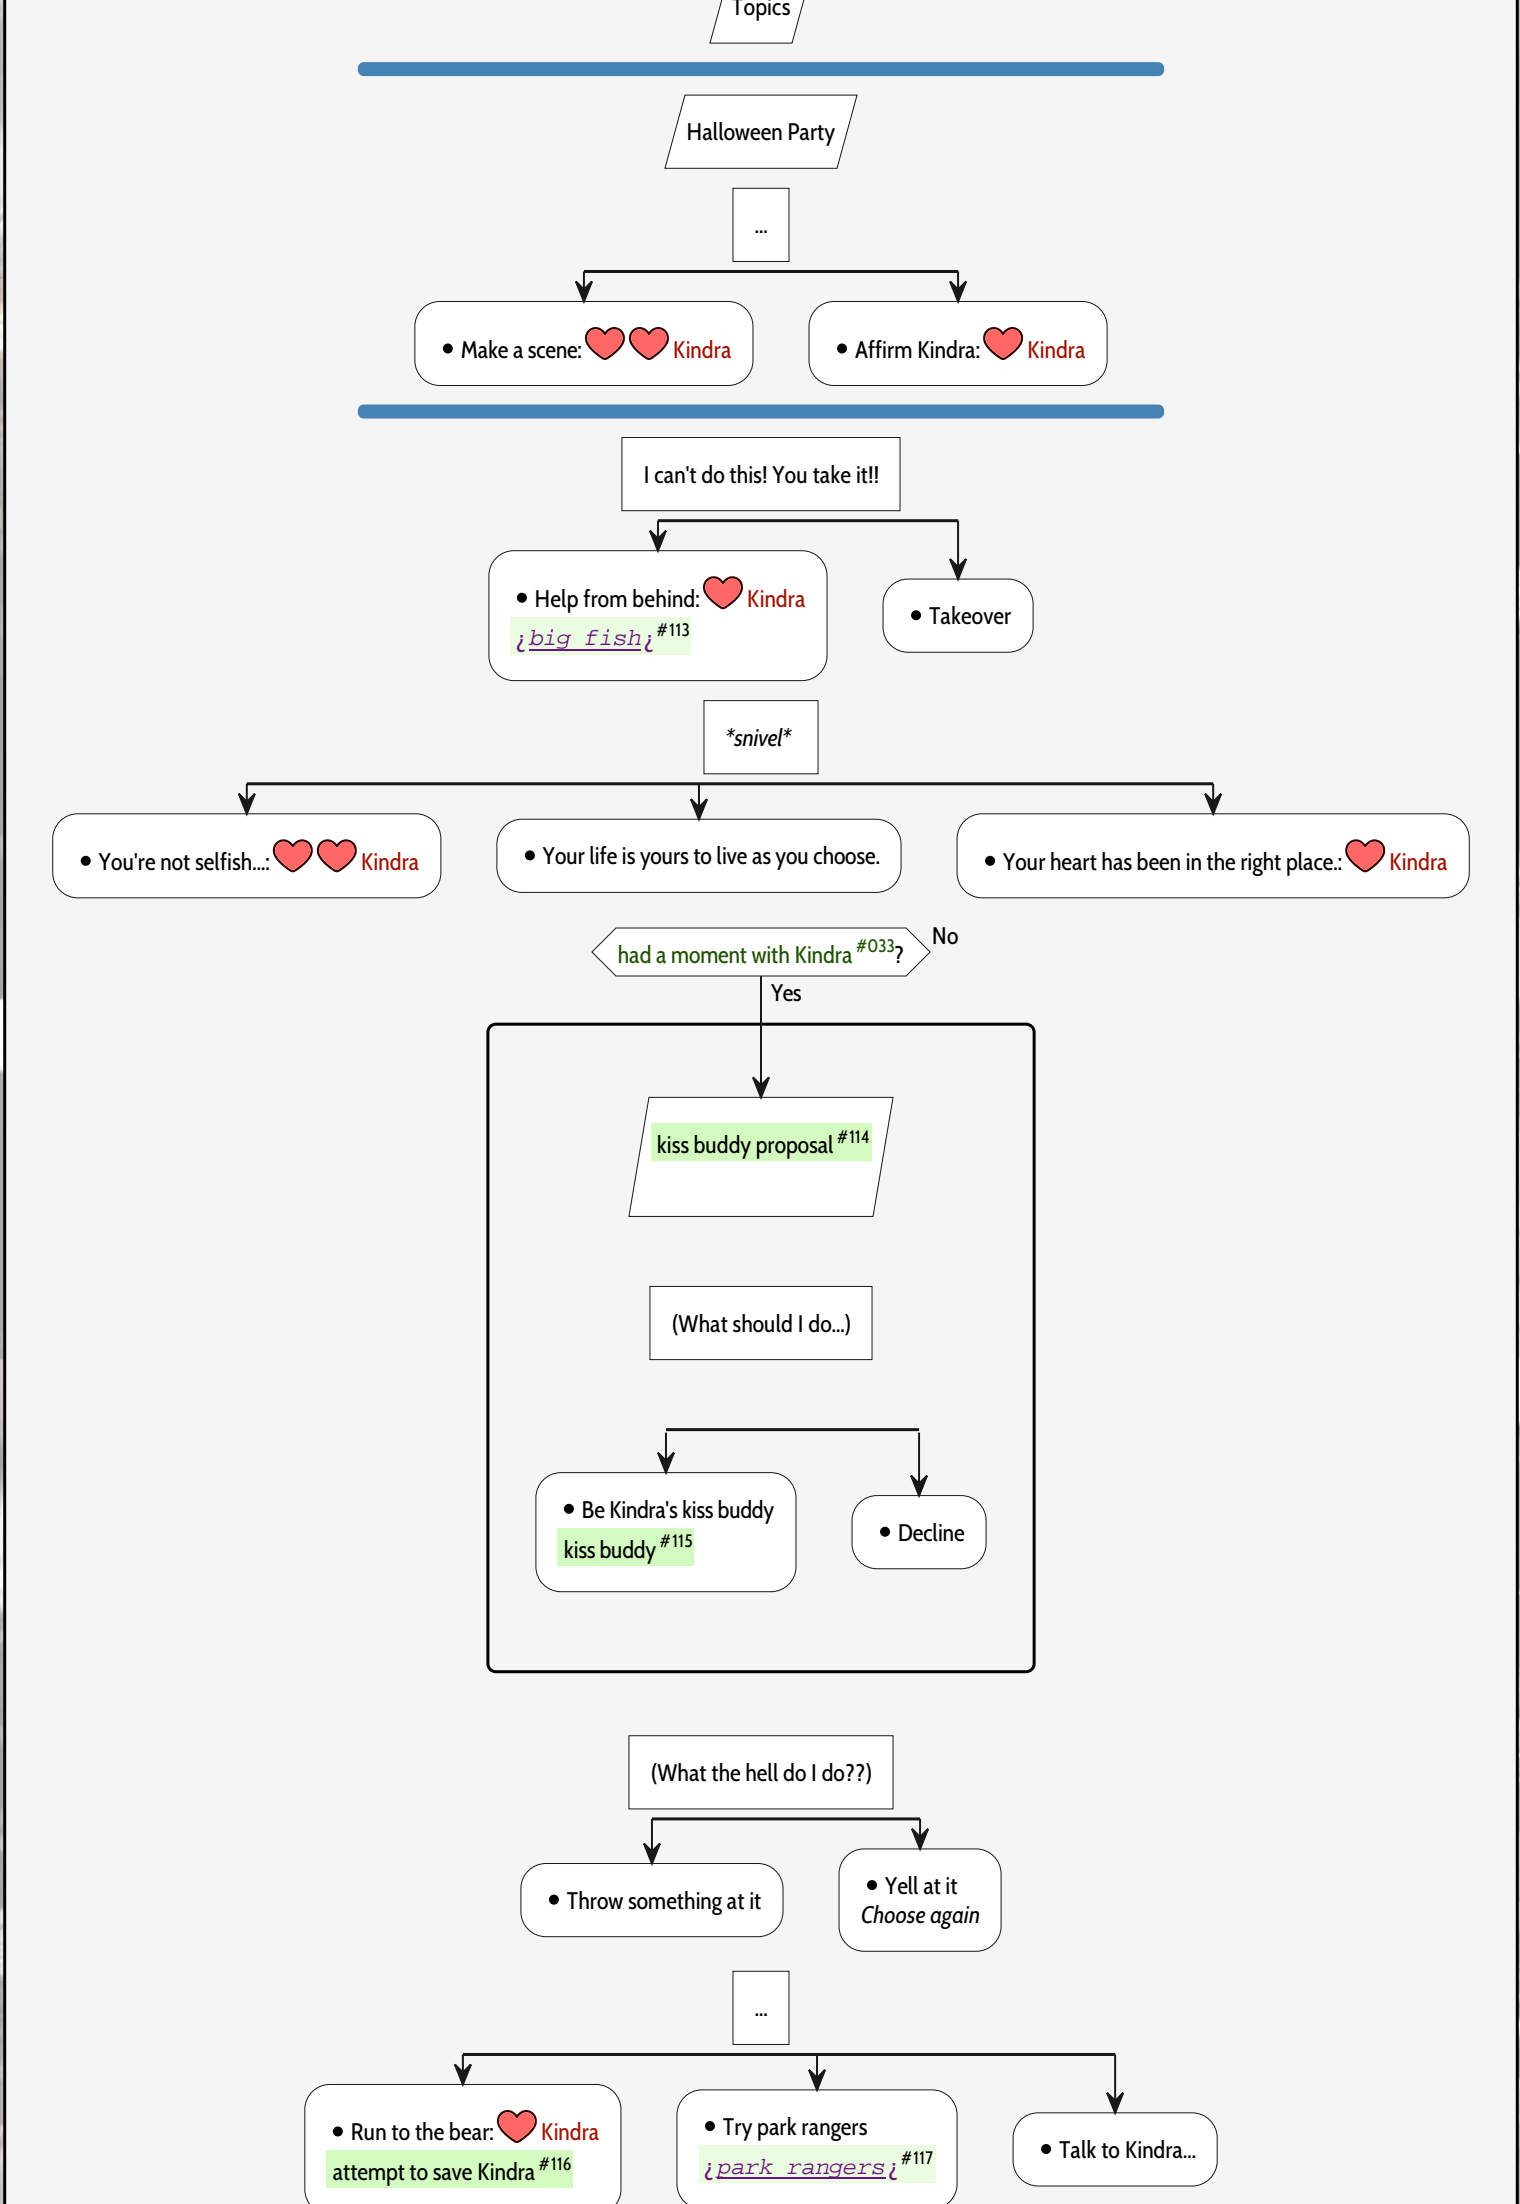 Topics
Halloween Party
...
• Make a scene: Kindra
• Affirm Kindra: Kindra
I can't do this! You take it!!
• Help from behind: Kindra
¿big fish¿ #113
• Takeover
*snivel*
• You're not selfish...: Kindra
• Your life is yours to live as you choose.
• Your heart has been in the right place.: Kindra
had a moment with Kindra #033?
No
Yes
kiss buddy proposal #114
(What should I do...)
• Be Kindra's kiss buddy
kiss buddy #115
• Decline
(What the hell do I do??)
• Throw something at it
• Yell at it
Choose again
...
• Run to the bear: Kindra
attempt to save Kindra #116
• Try park rangers
¿park rangers¿ #117
• Talk to Kindra...